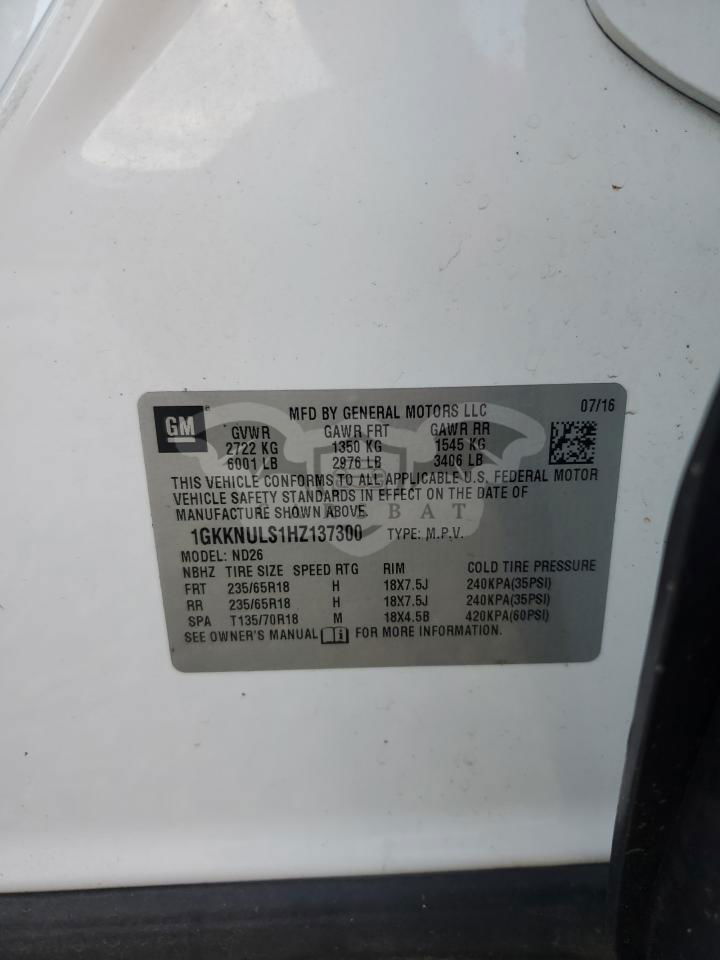 GM
MFD BY GENERAL MOTORS LLC
07/16
GVWR GAWR FRT GAWR RR
2722 KG 1350 KG 1545 KG
6001 LB 2976 LB 3406 LB
THIS VEHICLE CONFORMS TO ALL APPLICABLE U.S. FEDERAL MOTOR
VEHICLE SAFETY STANDARDS IN EFFECT ON THE DATE OF
MANUFACTURE SHOWN ABOVE.
1GKKNULS1HZ137300 TYPE: M.P.V.
MODEL: ND26
NBHZ TIRE SIZE SPEED RTG RIM COLD TIRE PRESSURE
FRT 235/65R18 H 18X7.5J 240KPA(35PSI)
RR 235/65R18 H 18X7.5J 240KPA(35PSI)
SPA T135/70R18 M 18X4.5B 420KPA(60PSI)
SEE OWNER'S MANUAL FOR MORE INFORMATION.